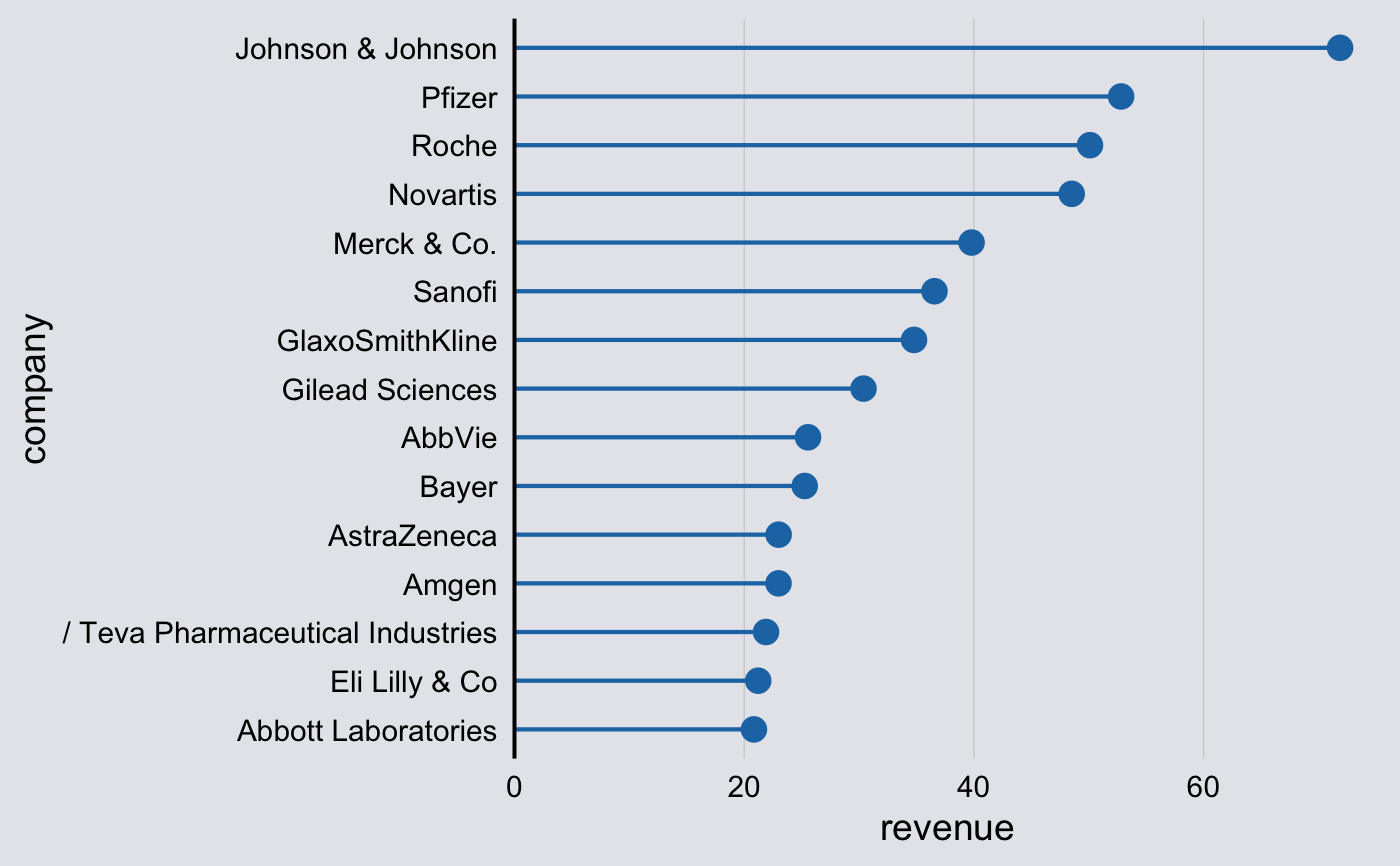 company
Johnson & Johnson
Pfizer
Roche
Novartis
Merck & Co.
Sanofi
GlaxoSmithKline
Gilead Sciences
AbbVie
Bayer
AstraZeneca
Amgen
/ Teva Pharmaceutical Industries
Eli Lilly & Co
Abbott Laboratories
0 20 40 60
revenue